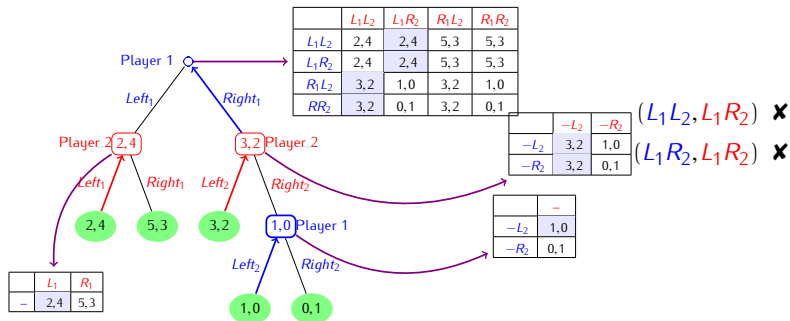 L₁L₂ L₁R₂ R₁L₂ R₁R₂
L₁L₂ 2,4 2,4 5,3 5,3
L₁R₂ 2,4 2,4 5,3 5,3
R₁L₂ 3,2 1,0 3,2 1,0
RR₂ 3,2 0,1 3,2 0,1
Player 1
Left₁ Right₁
−L₂ −R₂
−L₂ 3,2 1,0
−R₂ 3,2 0,1
(L₁L₂, L₁R₂) ✘
(L₁R₂, L₁R₂) ✘
Player 2 2,4 3,2 Player 2
Left₁ Right₁ Left₂ Right₂
2,4 5,3 3,2 1,0 Player 1
−
−L₂ 1,0
−R₂ 0,1
Left₂ Right₂
L₁ R₁
− 2,4 5,3
1,0 0,1